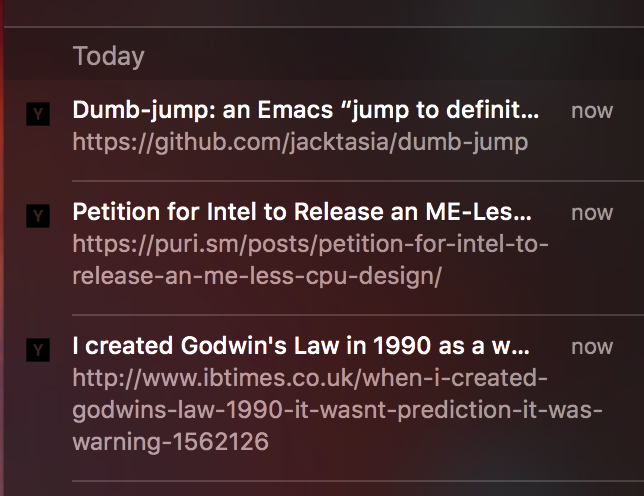 Today
Y
Dumb-jump: an Emacs “jump to definit... now
https://github.com/jacktasia/dumb-jump
Y
Petition for Intel to Release an ME-Les... now
https://puri.sm/posts/petition-for-intel-to-
release-an-me-less-cpu-design/
Y
I created Godwin's Law in 1990 as a w... now
http://www.ibtimes.co.uk/when-i-created-
godwins-law-1990-it-wasnt-prediction-it-was-
warning-1562126